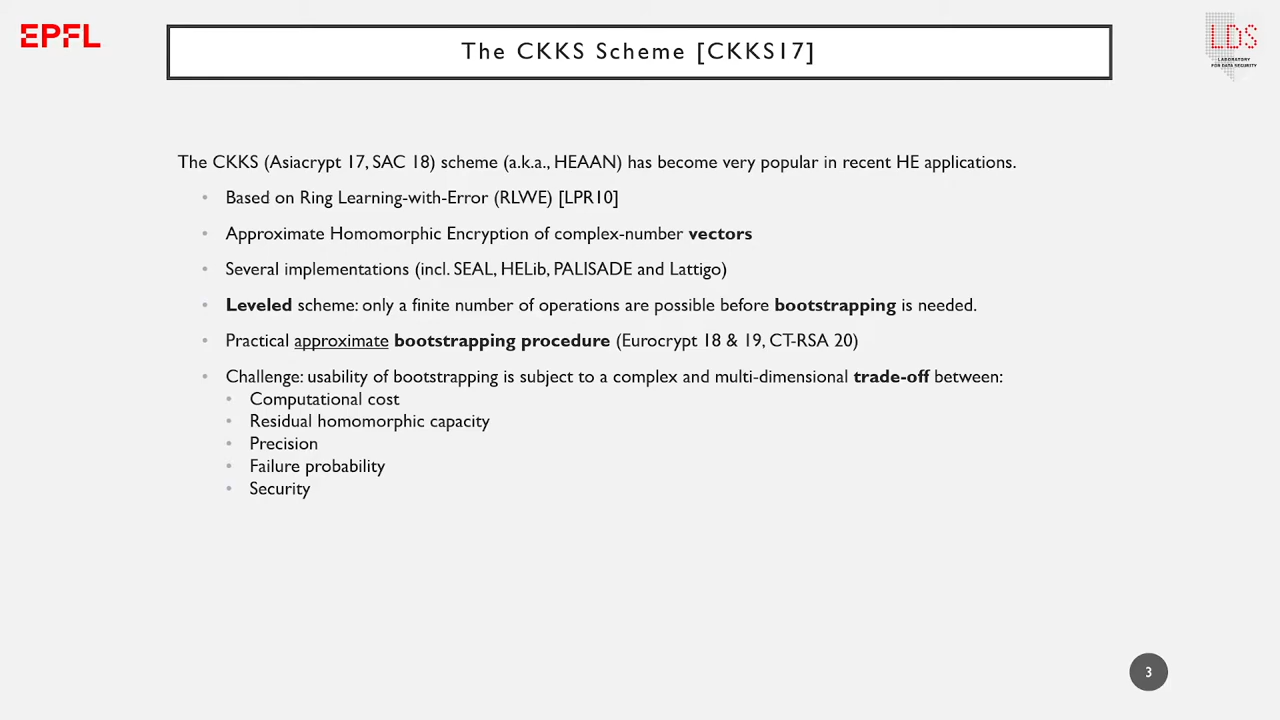 EPFL
The CKKS Scheme [CKKS17]
LDS
LABORATORY
FOR DATA SECURITY
The CKKS (Asiacrypt 17, SAC 18) scheme (a.k.a., HEAAN) has become very popular in recent HE applications.
• Based on Ring Learning-with-Error (RLWE) [LPR10]
• Approximate Homomorphic Encryption of complex-number vectors
• Several implementations (incl. SEAL, HELib, PALISADE and Lattigo)
• Leveled scheme: only a finite number of operations are possible before bootstrapping is needed.
• Practical approximate bootstrapping procedure (Eurocrypt 18 & 19, CT-RSA 20)
• Challenge: usability of bootstrapping is subject to a complex and multi-dimensional trade-off between:
• Computational cost
• Residual homomorphic capacity
• Precision
• Failure probability
• Security
3